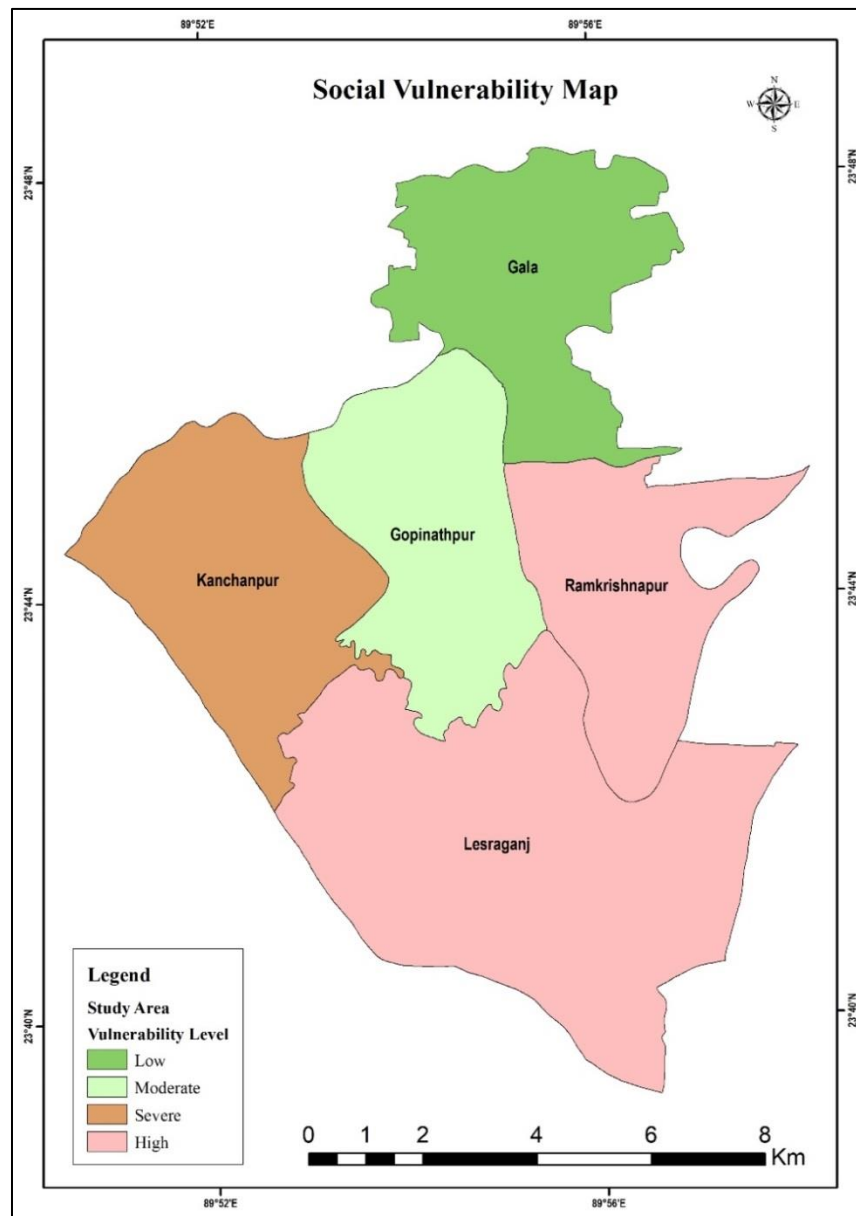 89°52'E
89°56'E
Social Vulnerability Map
N
W E
S
23°48'N
23°48'N
Gala
Gopinathpur
Kanchanpur
Ramkrishnapur
23°44'N
23°44'N
Lesraganj
Legend
Study Area
Vulnerability Level
Low
Moderate
Severe
High
23°40'N
23°40'N
0 1 2 4 6 8
Km
89°52'E
89°56'E